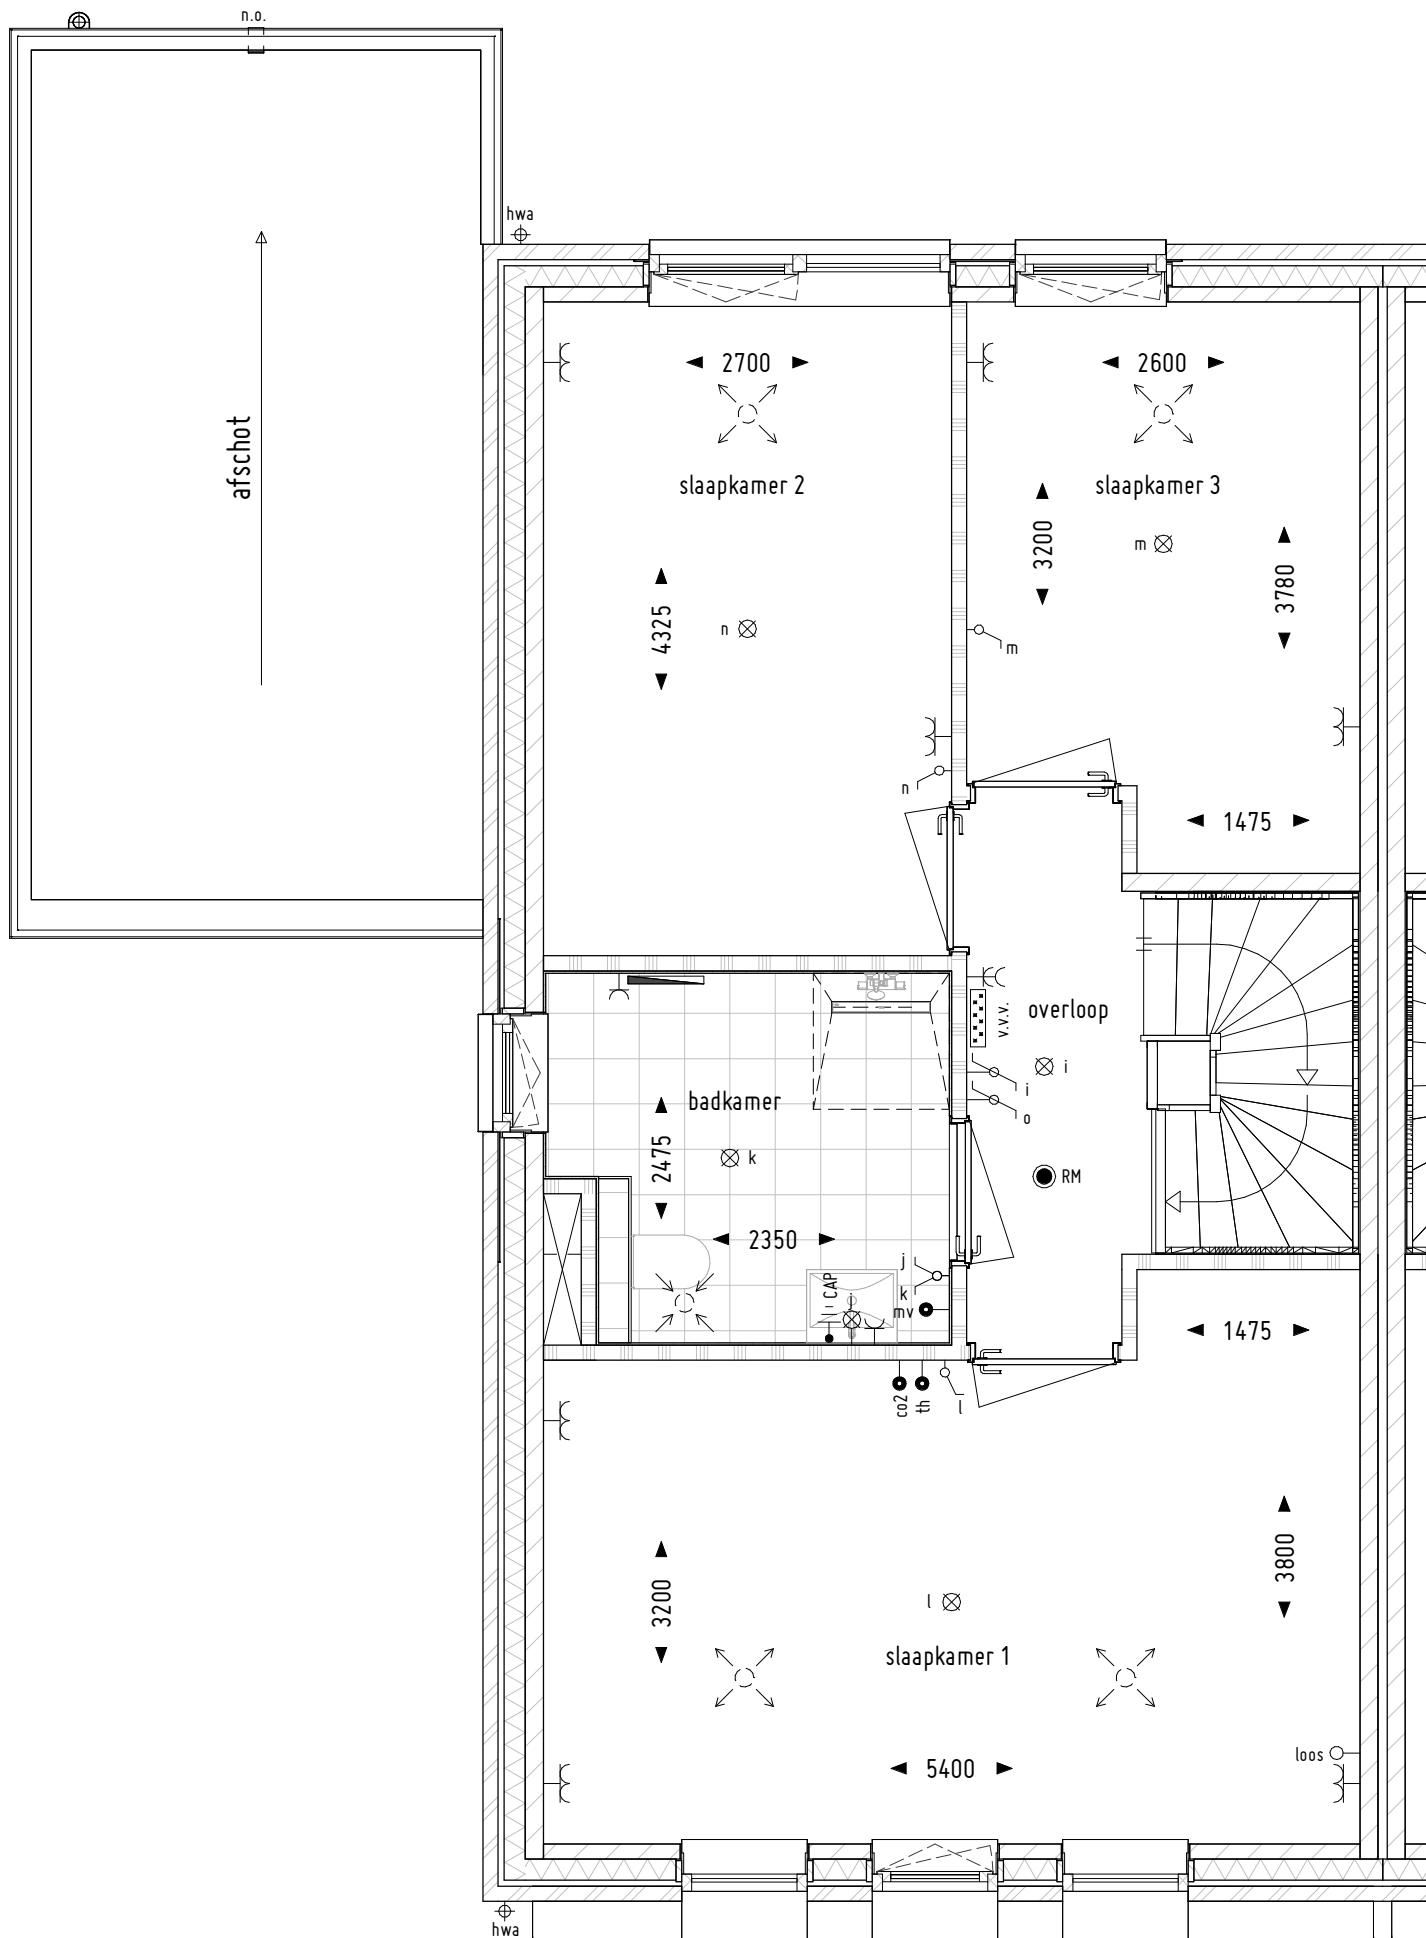 n.o.
hwa
2700
2600
afschot
slaapkamer 2
slaapkamer 3
3200
m
3780
4325
n
m
n
1475
v.v.v.
overloop
i
i
badkamer
o
2475
k
RM
2350
j
CAP
k
j
mv
1475
co2
th
l
3800
3200
l
slaapkamer 1
loos
5400
hwa